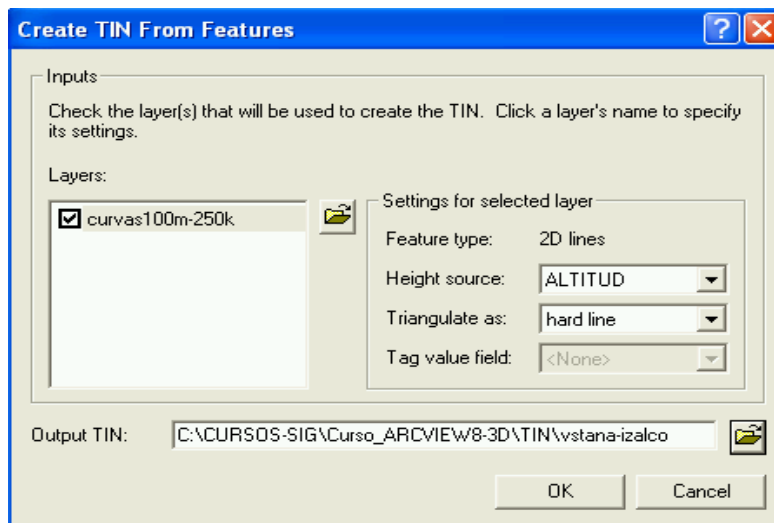 Create TIN From Features
Inputs
Check the layer(s) that will be used to create the TIN. Click a layer's name to specify
its settings.
Layers:
curvas100m-250k
Settings for selected layer
Feature type: 2D lines
Height source: ALTITUD
Triangulate as: hard line
Tag value field: <None>
Output TIN: C:\CURSOS-SIG\Curso_ARCVIEW8-3D\TIN\vstana-izalco
OK Cancel